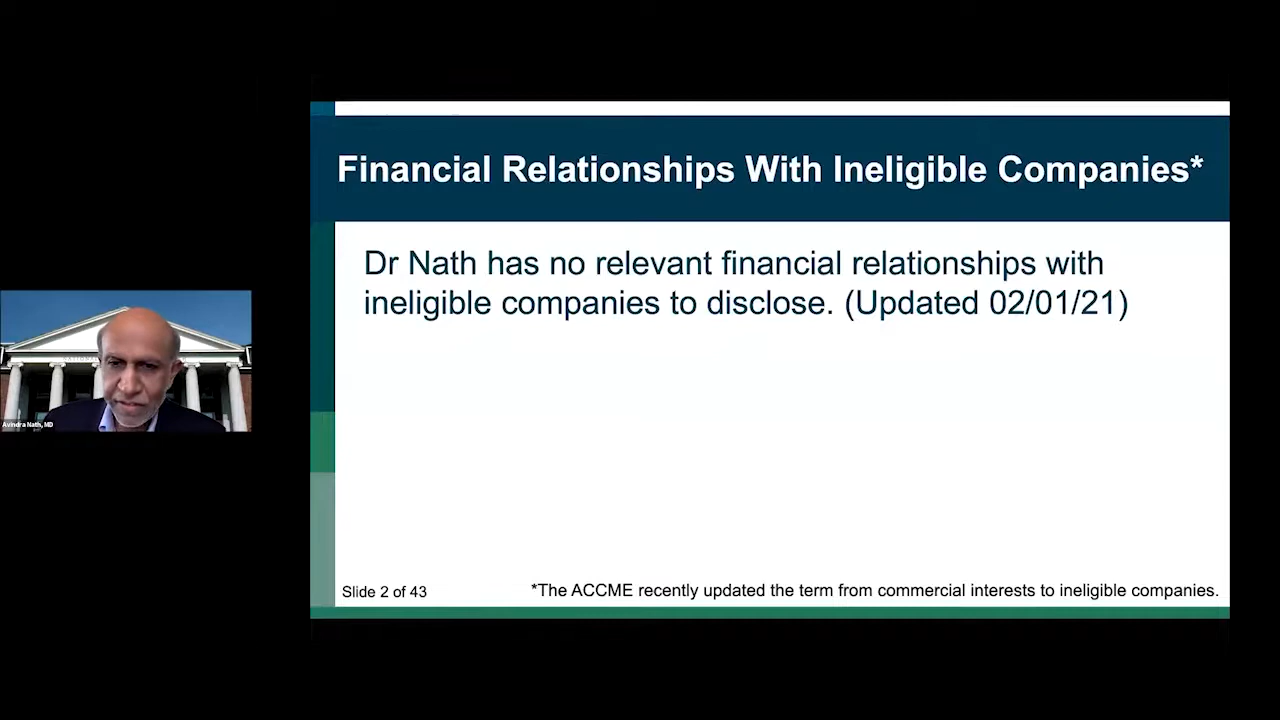 Financial Relationships With Ineligible Companies*
Dr Nath has no relevant financial relationships with
ineligible companies to disclose. (Updated 02/01/21)
Avindra Nath, MD
Slide 2 of 43
*The ACCME recently updated the term from commercial interests to ineligible companies.